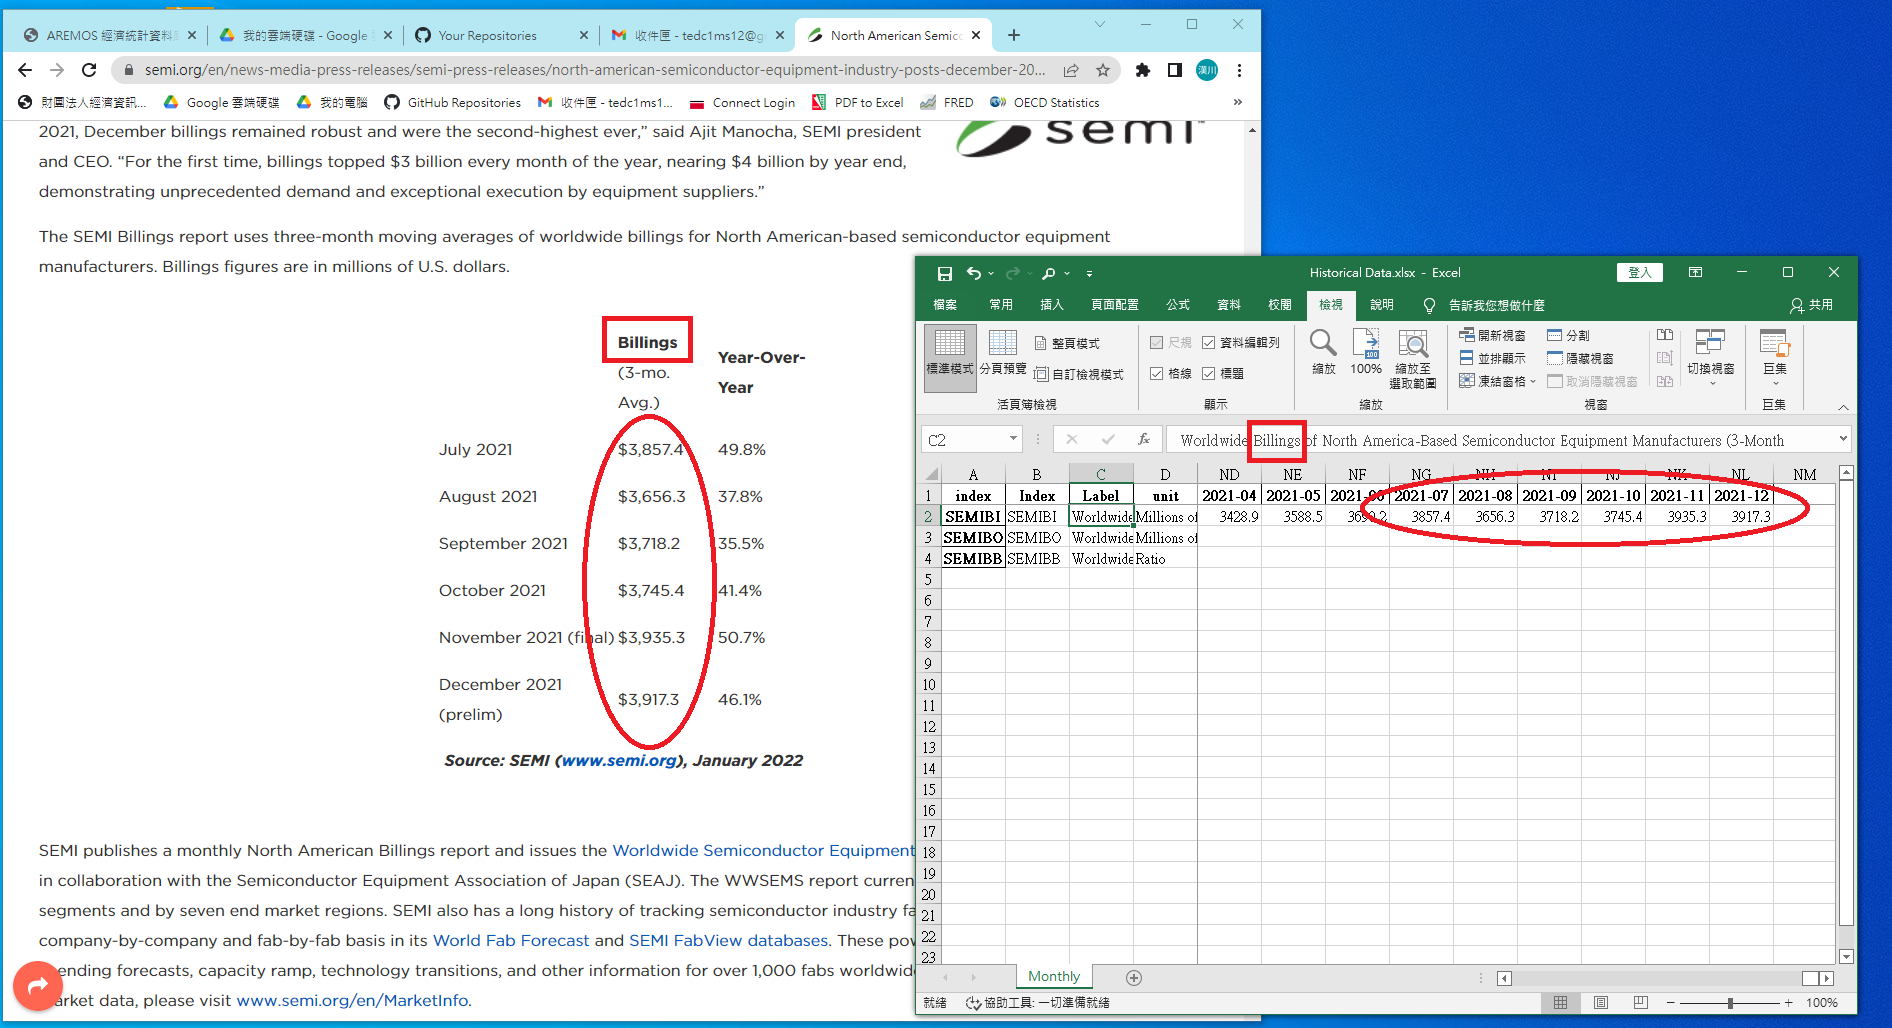 AREMOS 經濟統計資料
我的雲端硬碟 - Google
Your Repositories
收件匣 - tedc1ms12@g
North American Semic
semi.org/en/news-media-press-releases/semi-press-releases/north-american-semiconductor-equipment-industry-posts-december-20...
漢川
財團法人經濟資訊...
Google 雲端硬碟
我的電腦
GitHub Repositories
收件匣 - tedc1ms1...
Connect Login
PDF to Excel
FRED
OECD Statistics
»
2021, December billings remained robust and were the second-highest ever,” said Ajit Manocha, SEMI president
and CEO. “For the first time, billings topped $3 billion every month of the year, nearing $4 billion by year end,
demonstrating unprecedented demand and exceptional execution by equipment suppliers.”
semi™
The SEMI Billings report uses three-month moving averages of worldwide billings for North American-based semiconductor equipment
manufacturers. Billings figures are in millions of U.S. dollars.
Billings
(3-mo.
Avg.)
Year-Over-
Year
July 2021 $3,857.4 49.8%
August 2021 $3,656.3 37.8%
September 2021 $3,718.2 35.5%
October 2021 $3,745.4 41.4%
November 2021 (final) $3,935.3 50.7%
December 2021
(prelim) $3,917.3 46.1%
Source: SEMI (www.semi.org), January 2022
SEMI publishes a monthly North American Billings report and issues the Worldwide Semiconductor Equipment
in collaboration with the Semiconductor Equipment Association of Japan (SEAJ). The WWSEMS report curren
segments and by seven end market regions. SEMI also has a long history of tracking semiconductor industry fa
company-by-company and fab-by-fab basis in its World Fab Forecast and SEMI FabView databases. These pow
ending forecasts, capacity ramp, technology transitions, and other information for over 1,000 fabs worldwide
arket data, please visit www.semi.org/en/MarketInfo.
Historical Data.xlsx - Excel
登入
檔案 常用 插入 頁面配置 公式 資料 校閱 檢視 說明 告訴我您想做什麼 共用
標準模式 分頁預覽 整頁模式
自訂檢視模式
活頁簿檢視
尺規 資料編輯列
格線 標題
顯示
縮放 100% 縮放至
選取範圍
縮放
開新視窗 分割
並排顯示 隱藏視窗
凍結窗格 取消隱藏視窗
切換視窗
視窗
巨集
巨集
C2 fx Worldwide Billings of North America-Based Semiconductor Equipment Manufacturers (3-Month
A B C D ND NE NF NG NH NI NJ NK NL NM
1 index Index Label unit 2021-04 2021-05 2021-06 2021-07 2021-08 2021-09 2021-10 2021-11 2021-12
2 SEMIBI SEMIBI Worldwide Millions of 3428.9 3588.5 3690.2 3857.4 3656.3 3718.2 3745.4 3935.3 3917.3
3 SEMIBO SEMIBO Worldwide Millions of
4 SEMIBB SEMIBB Worldwide Ratio
5
6
7
8
9
10
11
12
13
14
15
16
17
18
19
20
21
22
23
Monthly
就緒 協助工具: 一切準備就緒 100%